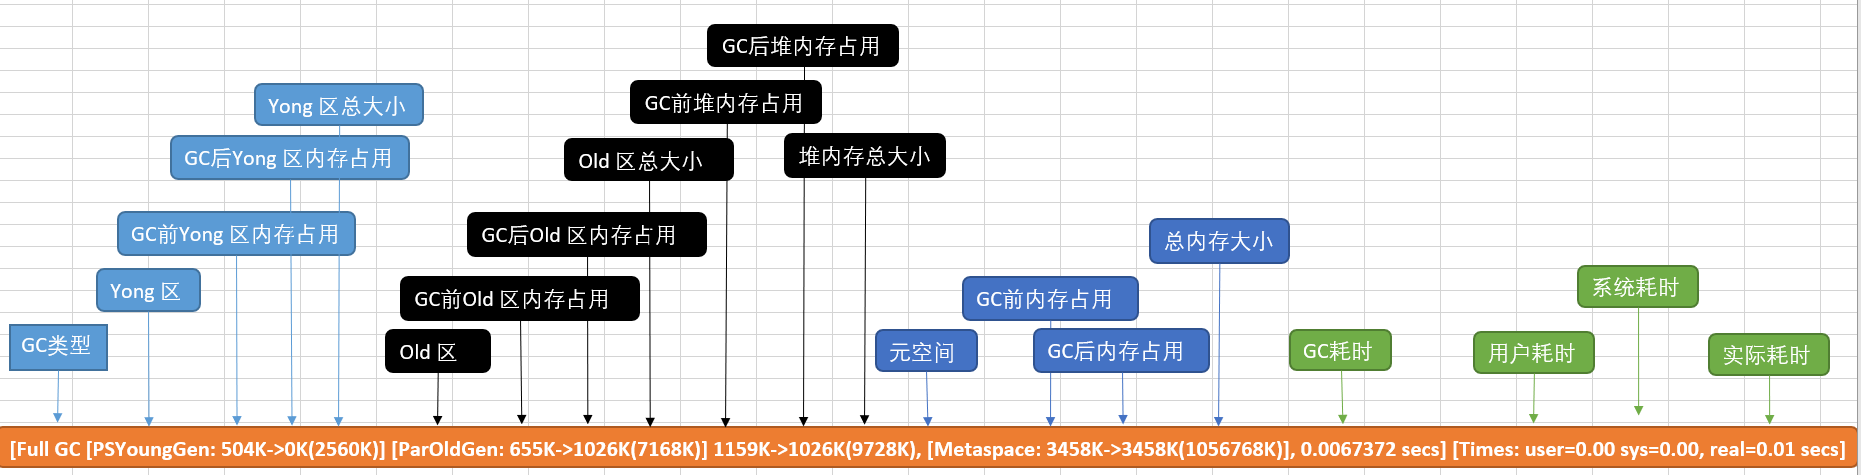 GC后堆内存占用
Yong 区总大小
GC前堆内存占用
GC后Yong 区内存占用
Old 区总大小
堆内存总大小
GC前Yong 区内存占用
GC后Old 区内存占用
总内存大小
Yong 区
GC前Old 区内存占用
GC前内存占用
系统耗时
GC类型
Old 区
元空间
GC后内存占用
GC耗时
用户耗时
实际耗时
[Full GC [PSYoungGen: 504K->0K(2560K)] [ParOldGen: 655K->1026K(7168K)] 1159K->1026K(9728K), [Metaspace: 3458K->3458K(1056768K)], 0.0067372 secs] [Times: user=0.00 sys=0.00, real=0.01 secs]